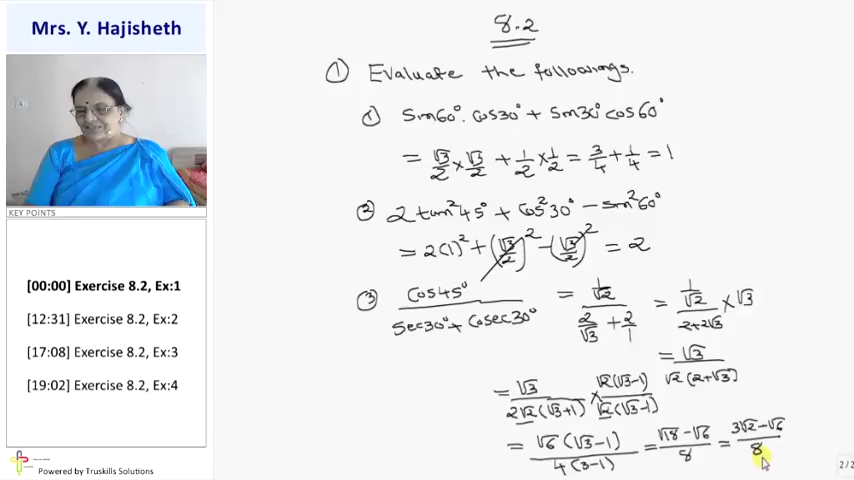 Mrs. Y. Hajisheth
KEY POINTS
[00:00] Exercise 8.2, Ex:1
[12:31] Exercise 8.2, Ex:2
[17:08] Exercise 8.2, Ex:3
[19:02] Exercise 8.2, Ex:4
Powered by Truskills Solutions
8.2
① Evaluate the followings.
① sin60°. cos30° + sin30° cos60°
= √3/2 × √3/2 + 1/2 × 1/2 = 3/4 + 1/4 = 1
② 2 tan²45° + cos²30° − sin²60°
= 2(1)² + (√3/2)² − (√3/2)² = 2
③ cos45° / (sec30° + cosec30°) = (1/√2) / (2/√3 + 2/1) = (1/√2) / (2+2√3) × √3
= √3 / (√2(2+√3))
= √3 / (2√2(√3+1)) × √2(√3−1) / (√2(√3−1))
= √6(√3−1) / (4(3−1)) = (√18−√6) / 8 = (3√2−√6) / 8
2/2